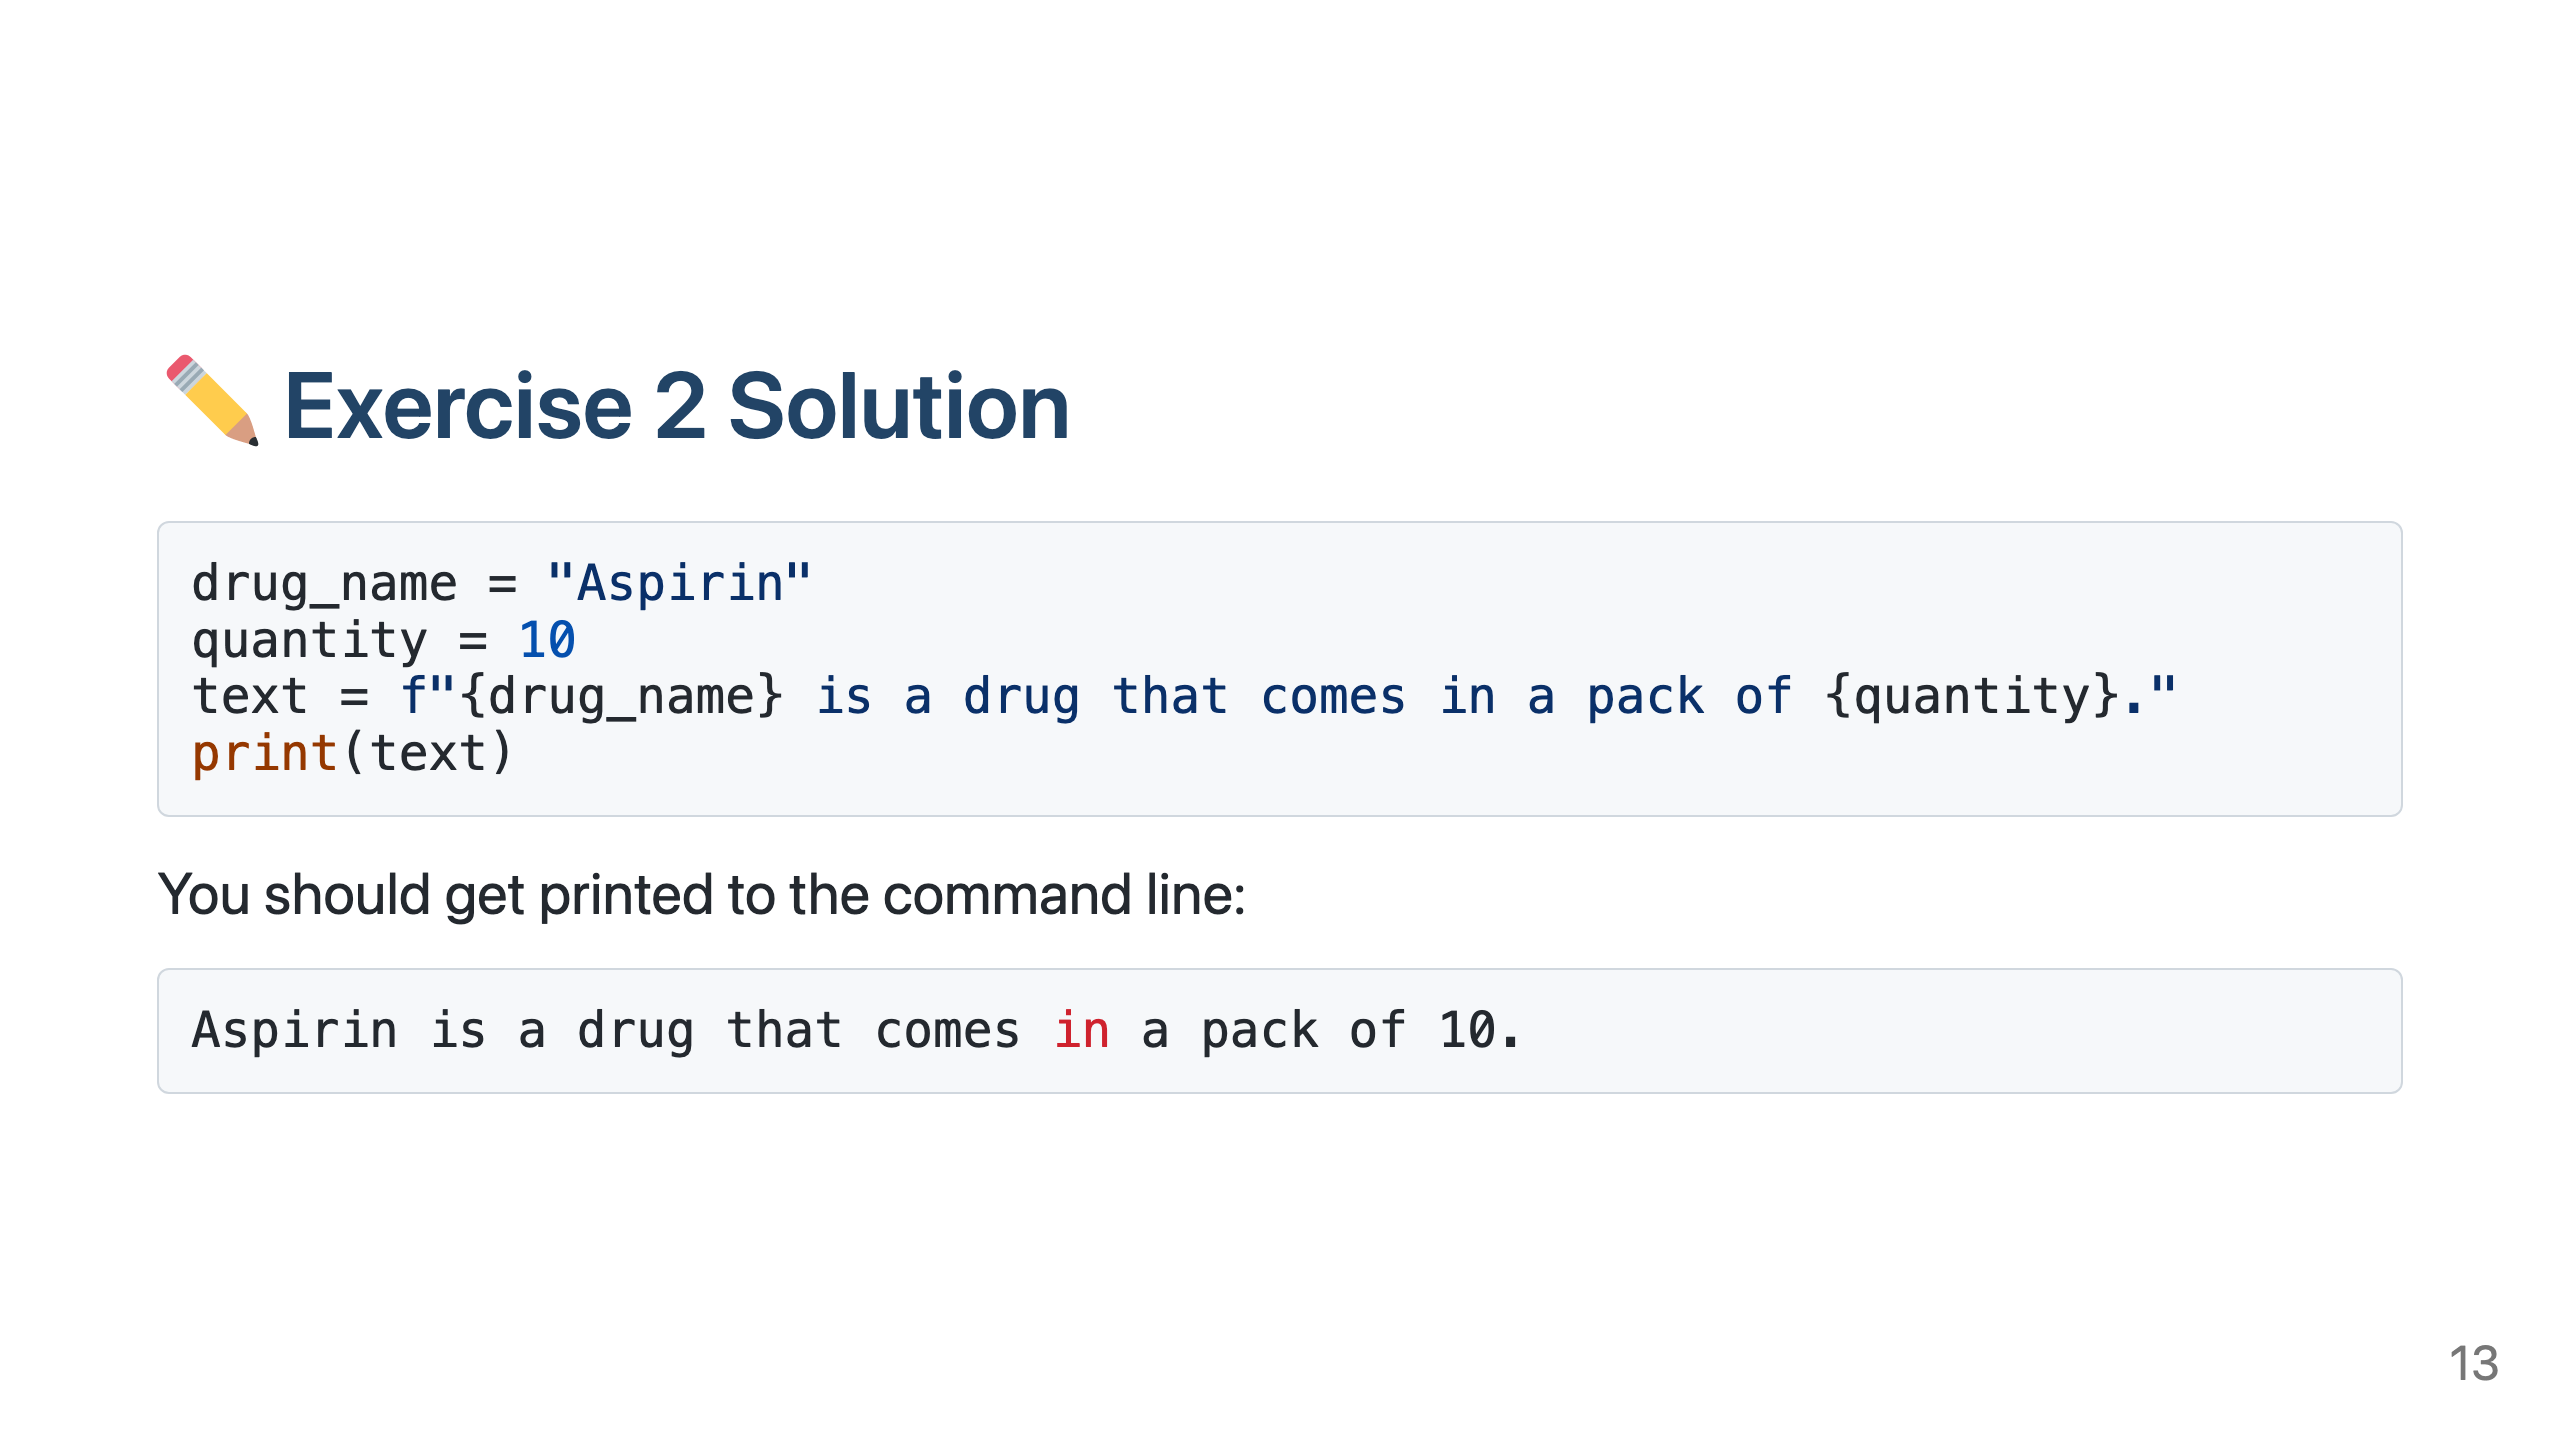 ✏️ Exercise 2 Solution
drug_name = "Aspirin"
quantity = 10
text = f"{drug_name} is a drug that comes in a pack of {quantity}."
print(text)
You should get printed to the command line:
Aspirin is a drug that comes in a pack of 10.
13